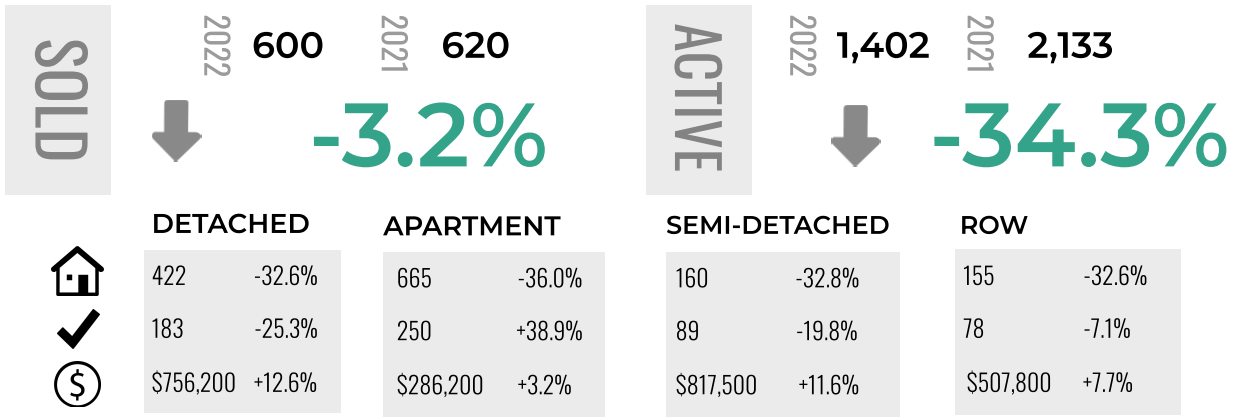 SOLD
2022 600 2021 620
-3.2%
ACTIVE
2022 1,402 2021 2,133
-34.3%
DETACHED
422 -32.6%
183 -25.3%
$756,200 +12.6%
APARTMENT
665 -36.0%
250 +38.9%
$286,200 +3.2%
SEMI-DETACHED
160 -32.8%
89 -19.8%
$817,500 +11.6%
ROW
155 -32.6%
78 -7.1%
$507,800 +7.7%
$